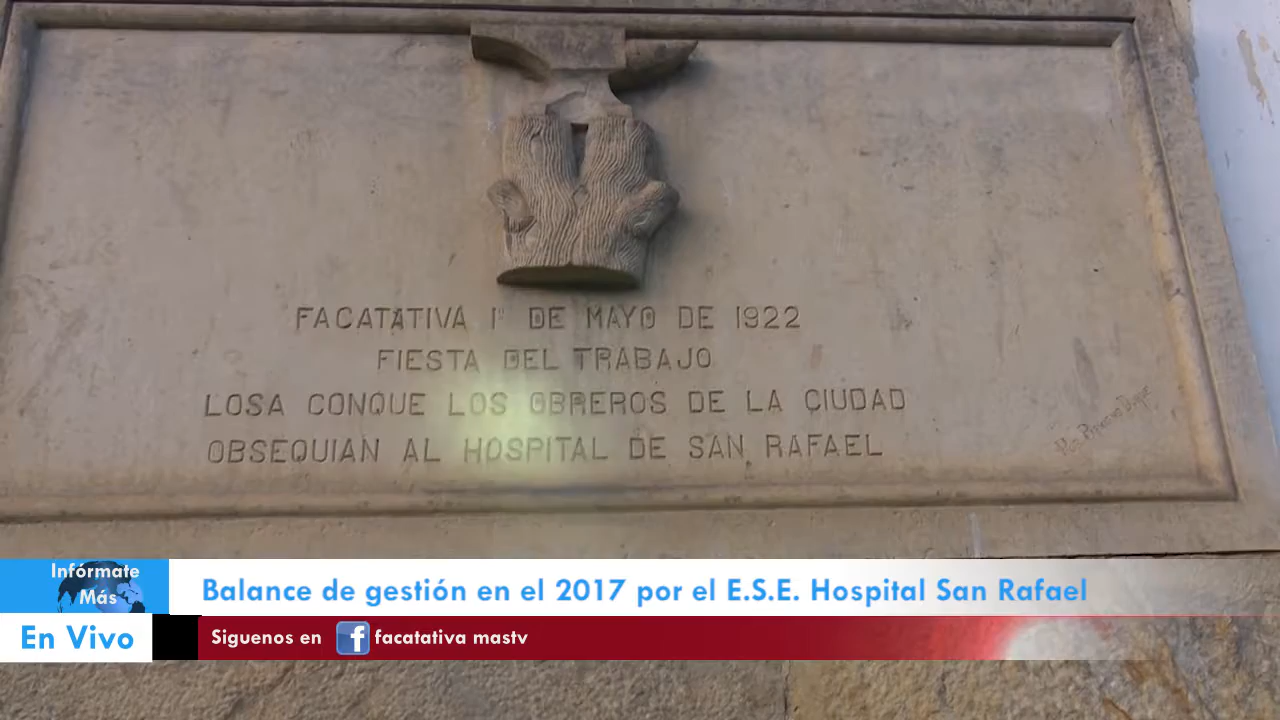 FACATATIVA 1º DE MAYO DE 1922
FIESTA DEL TRABAJO
LOSA CONQUE LOS OBREROS DE LA CIUDAD
OBSEQUIAN AL HOSPITAL DE SAN RAFAEL
Infórmate
Más
Balance de gestión en el 2017 por el E.S.E. Hospital San Rafael
En Vivo
Siguenos en f facatativa mastv